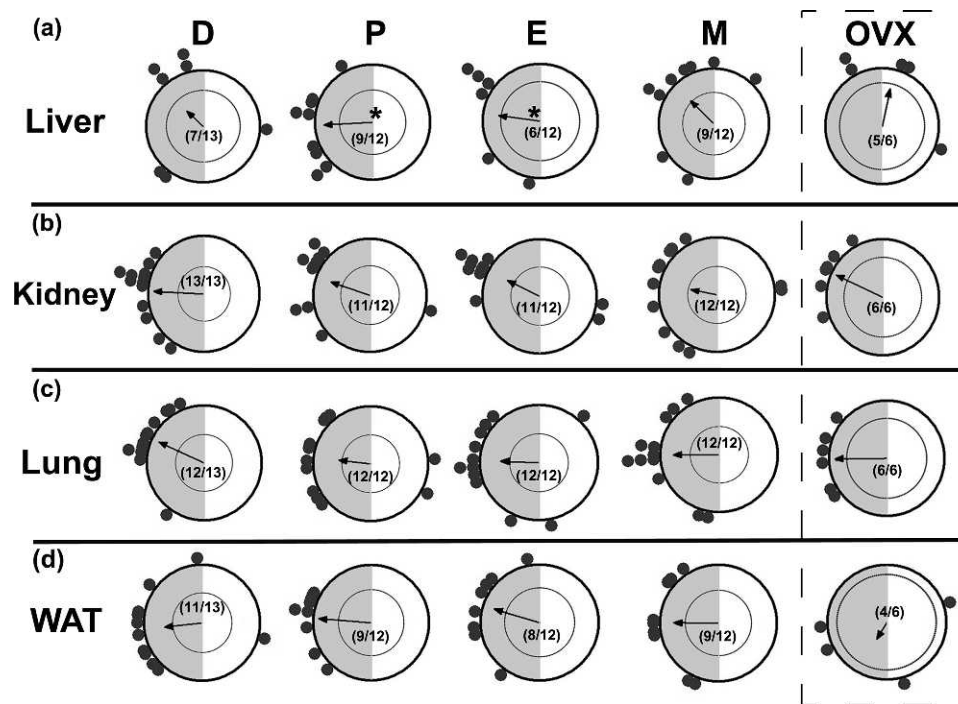 (a) D P E M OVX
Liver (7/13) * (9/12) * (6/12) (9/12) (5/6)
(b)
Kidney (13/13) (11/12) (11/12) (12/12) (6/6)
(c)
Lung (12/13) (12/12) (12/12) (12/12) (6/6)
(d)
WAT (11/13) (9/12) (8/12) (9/12) (4/6)